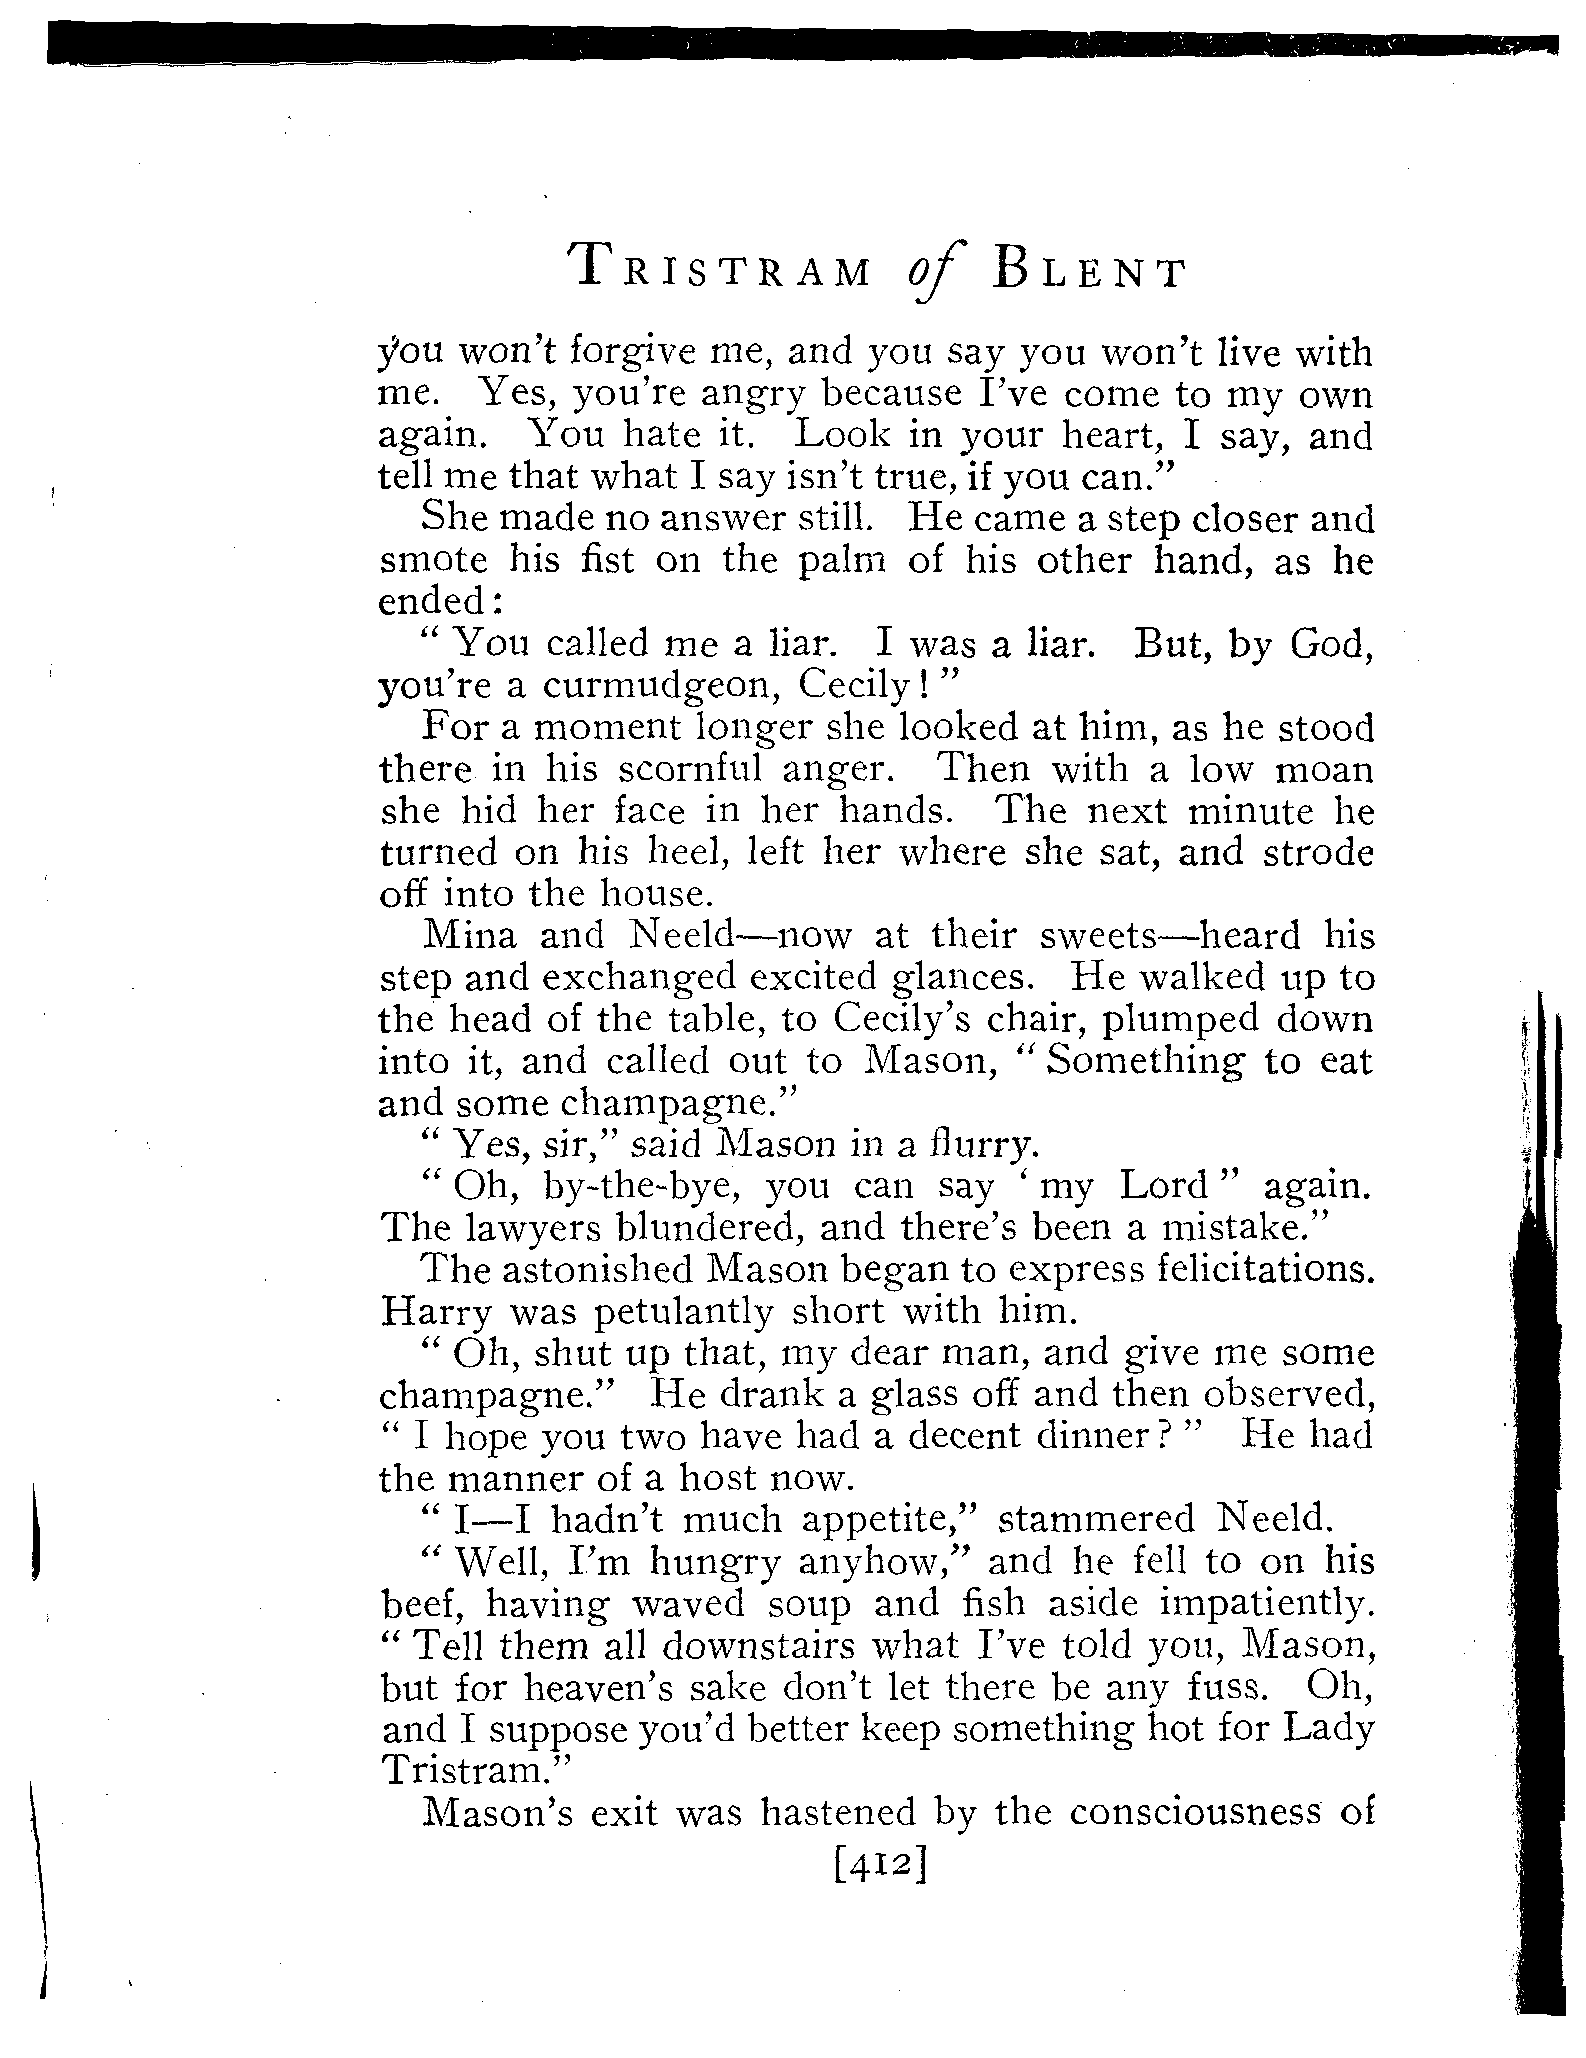 TRISTRAM of BLENT
you won't forgive me, and you say you won't live with
me. Yes, you're angry because I've come to my own
again. You hate it. Look in your heart, I say, and
tell me that what I say isn't true, if you can."
She made no answer still. He came a step closer and
smote his fist on the palm of his other hand, as he
ended:
"You called me a liar. I was a liar. But, by God,
you're a curmudgeon, Cecily!"
For a moment longer she looked at him, as he stood
there in his scornful anger. Then with a low moan
she hid her face in her hands. The next minute he
turned on his heel, left her where she sat, and strode
off into the house.
Mina and Neeld—now at their sweets—heard his
step and exchanged excited glances. He walked up to
the head of the table, to Cecily's chair, plumped down
into it, and called out to Mason, "Something to eat
and some champagne."
"Yes, sir," said Mason in a flurry.
"Oh, by-the-bye, you can say 'my Lord" again.
The lawyers blundered, and there's been a mistake."
The astonished Mason began to express felicitations.
Harry was petulantly short with him.
"Oh, shut up that, my dear man, and give me some
champagne." He drank a glass off and then observed,
"I hope you two have had a decent dinner?" He had
the manner of a host now.
"I—I hadn't much appetite," stammered Neeld.
"Well, I'm hungry anyhow," and he fell to on his
beef, having waved soup and fish aside impatiently.
"Tell them all downstairs what I've told you, Mason,
but for heaven's sake don't let there be any fuss. Oh,
and I suppose you'd better keep something hot for Lady
Tristram."
Mason's exit was hastened by the consciousness of
[412]